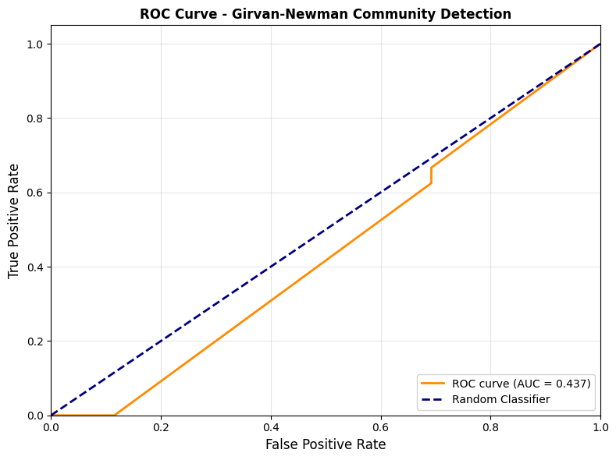 ROC Curve - Girvan-Newman Community Detection
True Positive Rate
1.0
0.8
0.6
0.4
0.2
0.0
0.0 0.2 0.4 0.6 0.8 1.0
False Positive Rate
ROC curve (AUC = 0.437)
Random Classifier